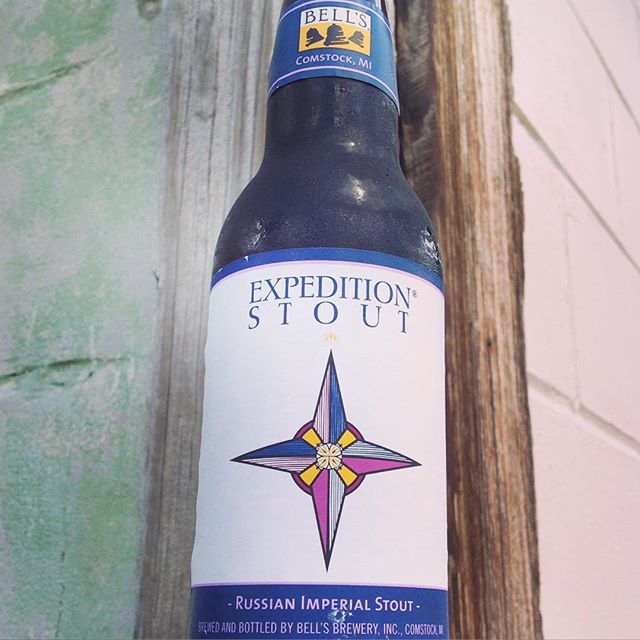 BELL'S
COMSTOCK, MI
EXPEDITION®
STOUT
- RUSSIAN IMPERIAL STOUT -
BREWED AND BOTTLED BY BELL'S BREWERY, INC., COMSTOCK, MI